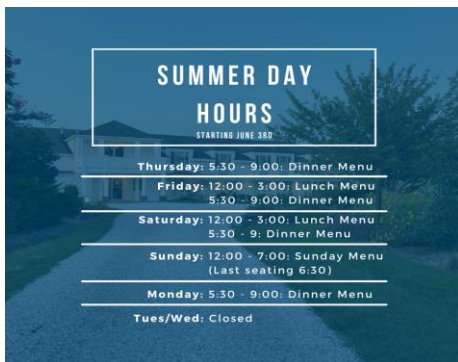 SUMMER DAY
HOURS
STARTING JUNE 3RD
Thursday: 5:30 - 9:00: Dinner Menu
Friday: 12:00 - 3:00: Lunch Menu
5:30 - 9:00: Dinner Menu
Saturday: 12:00 - 3:00: Lunch Menu
5:30 - 9: Dinner Menu
Sunday: 12:00 - 7:00: Sunday Menu
(Last seating 6:30)
Monday: 5:30 - 9:00: Dinner Menu
Tues/Wed: Closed